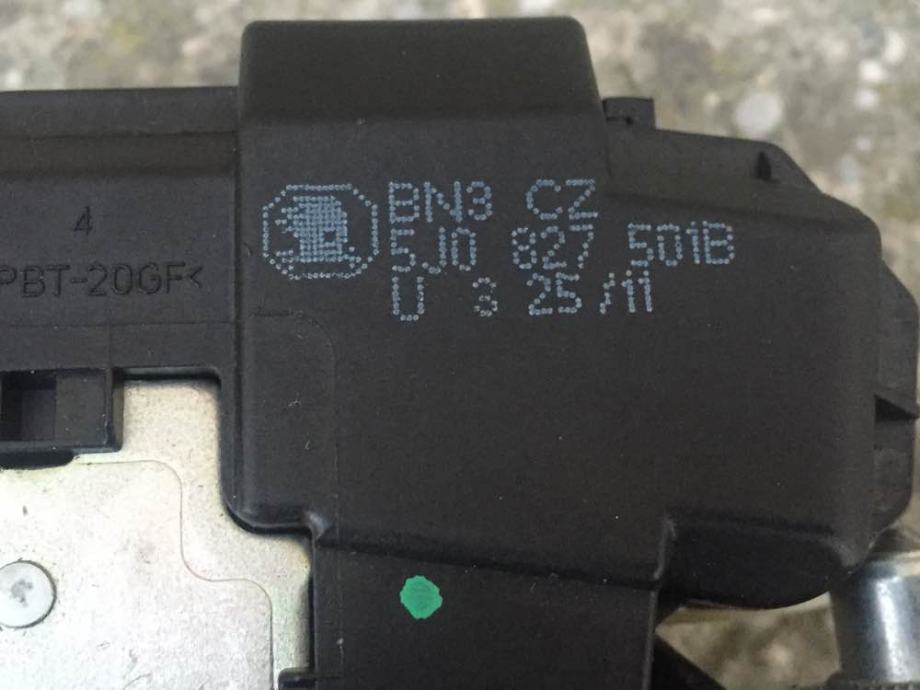 BN3 CZ
5J0 827 501B
U 3 25/11
4
PBT-20GF<